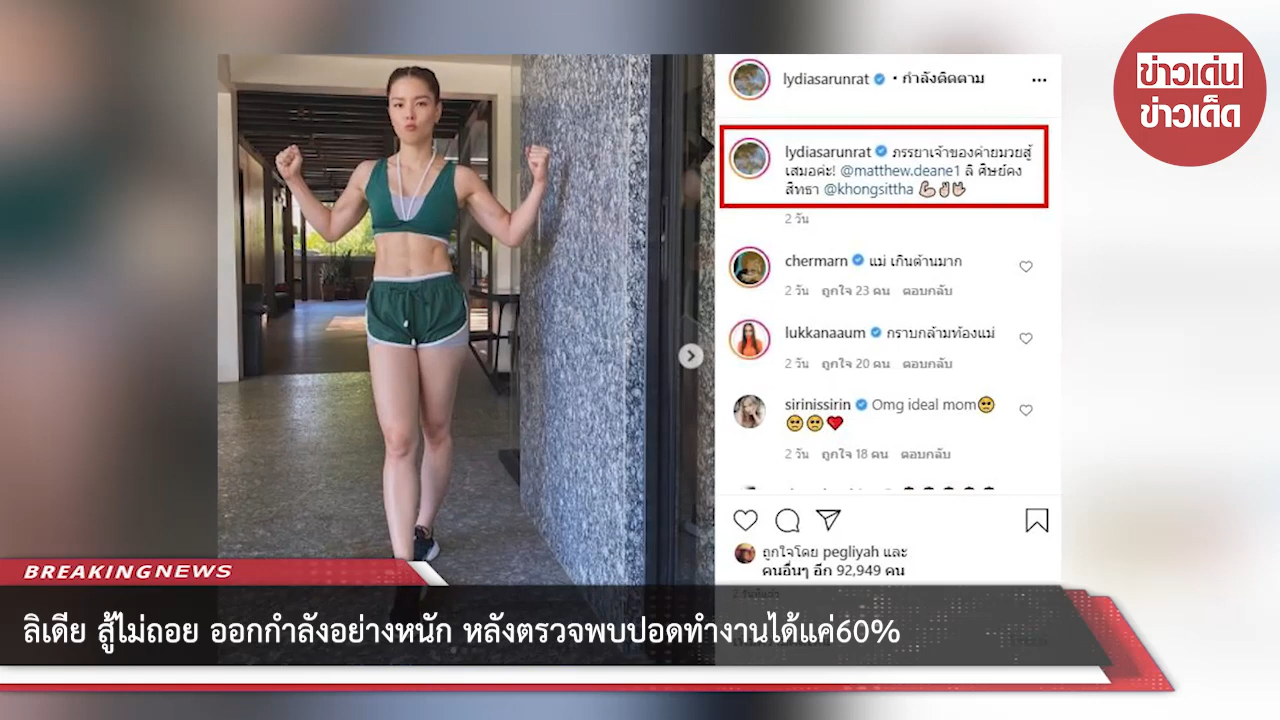 ข่าวเด่น
ข่าวเด็ด
lydiasarunrat • กำลังติดตาม
lydiasarunrat ภรรยาเจ้าของค่ายมวยสู้
เสมอค่ะ! @matthew.deane1 ลิ ศิษย์คง
สิทธา @khongsittha 💪✌🤟
2 วัน
chermarn แม่ เกินต้านมาก
2 วัน ถูกใจ 23 คน ตอบกลับ
lukkanaaum กราบกล้ามท้องแม่
2 วัน ถูกใจ 20 คน ตอบกลับ
sirinissirin Omg ideal mom🥺
🥺🥺❤
2 วัน ถูกใจ 18 คน ตอบกลับ
ถูกใจโดย pegliyah และ
คนอื่นๆ อีก 92,949 คน
2 วันที่แล้ว
BREAKINGNEWS
ลิเดีย สู้ไม่ถอย ออกกำลังอย่างหนัก หลังตรวจพบปอดทำงานได้แค่60%